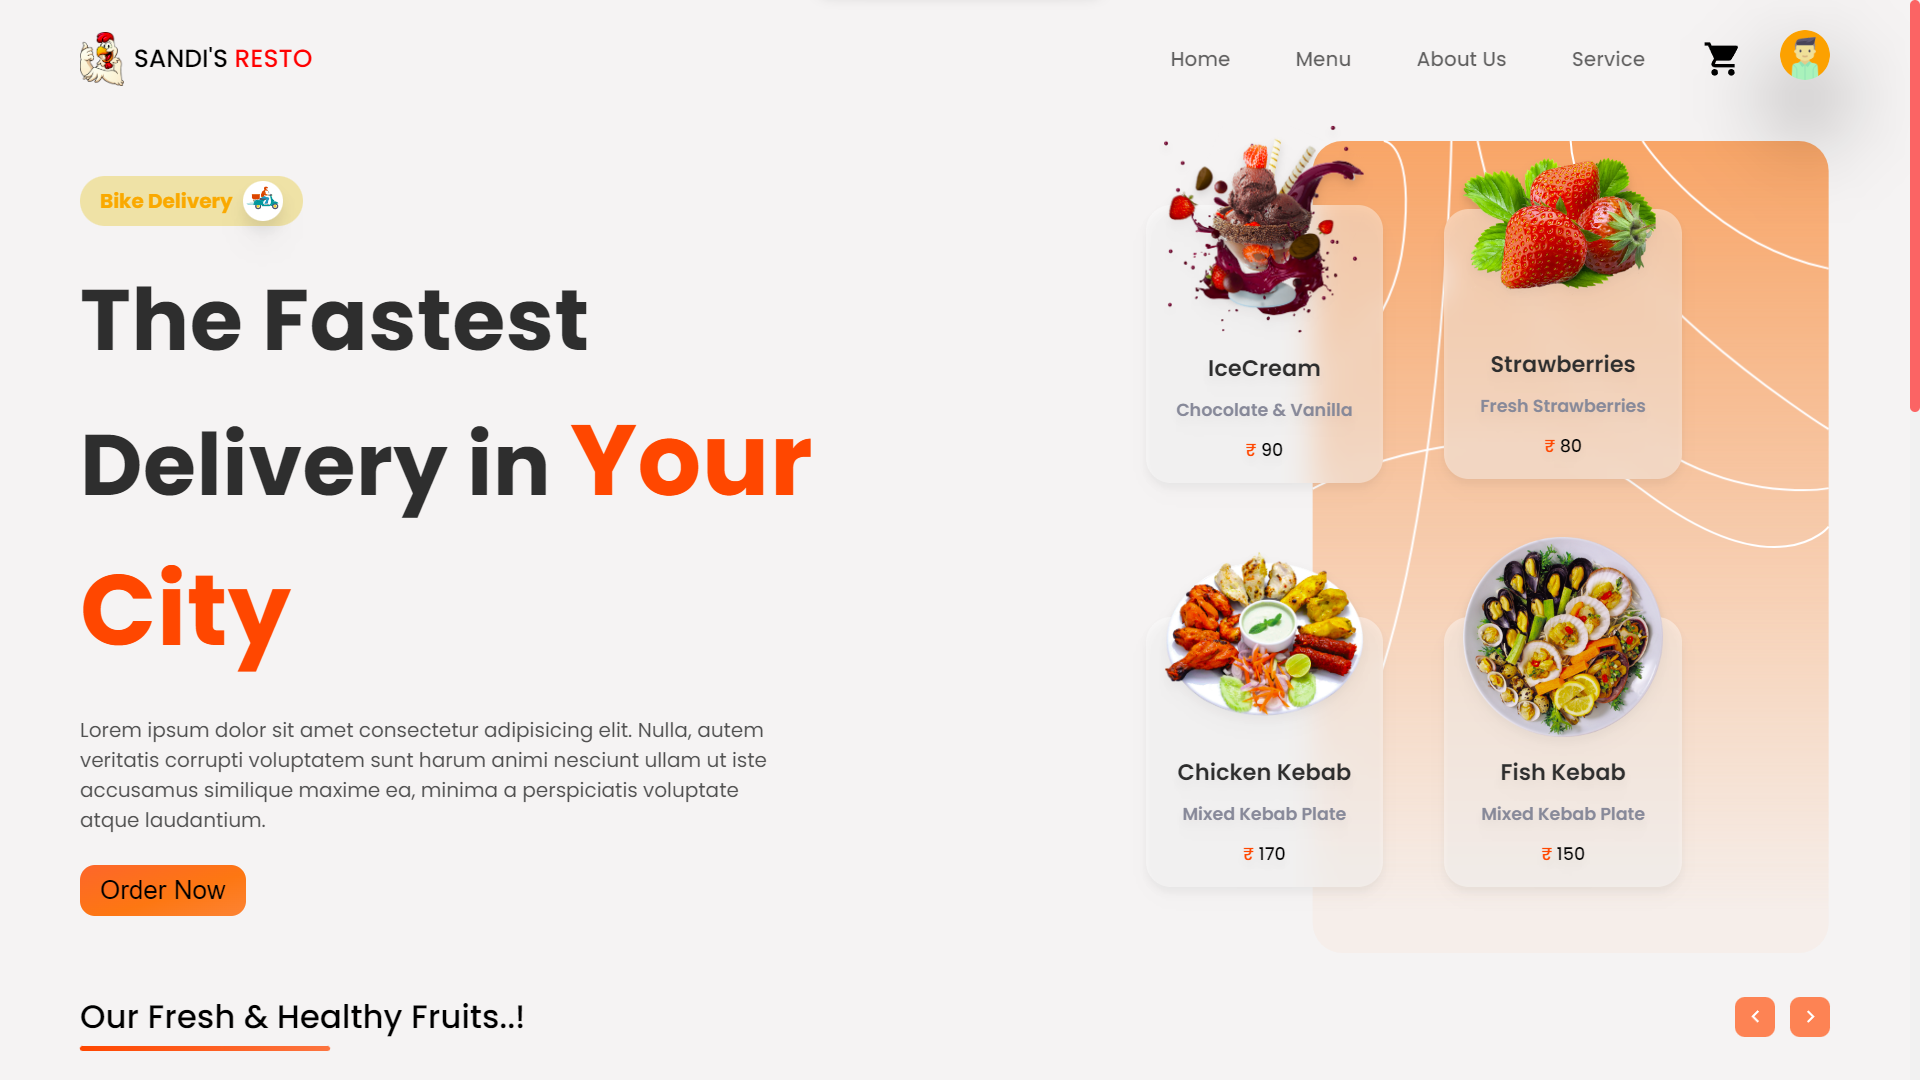 SANDI'S RESTO
Home
Menu
About Us
Service
Bike Delivery
The Fastest
Delivery in Your
City
Lorem ipsum dolor sit amet consectetur adipisicing elit. Nulla, autem
veritatis corrupti voluptatem sunt harum animi nesciunt ullam ut iste
accusamus similique maxime ea, minima a perspiciatis voluptate
atque laudantium.
Order Now
IceCream
Chocolate & Vanilla
₹ 90
Strawberries
Fresh Strawberries
₹ 80
Chicken Kebab
Mixed Kebab Plate
₹ 170
Fish Kebab
Mixed Kebab Plate
₹ 150
Our Fresh & Healthy Fruits..!